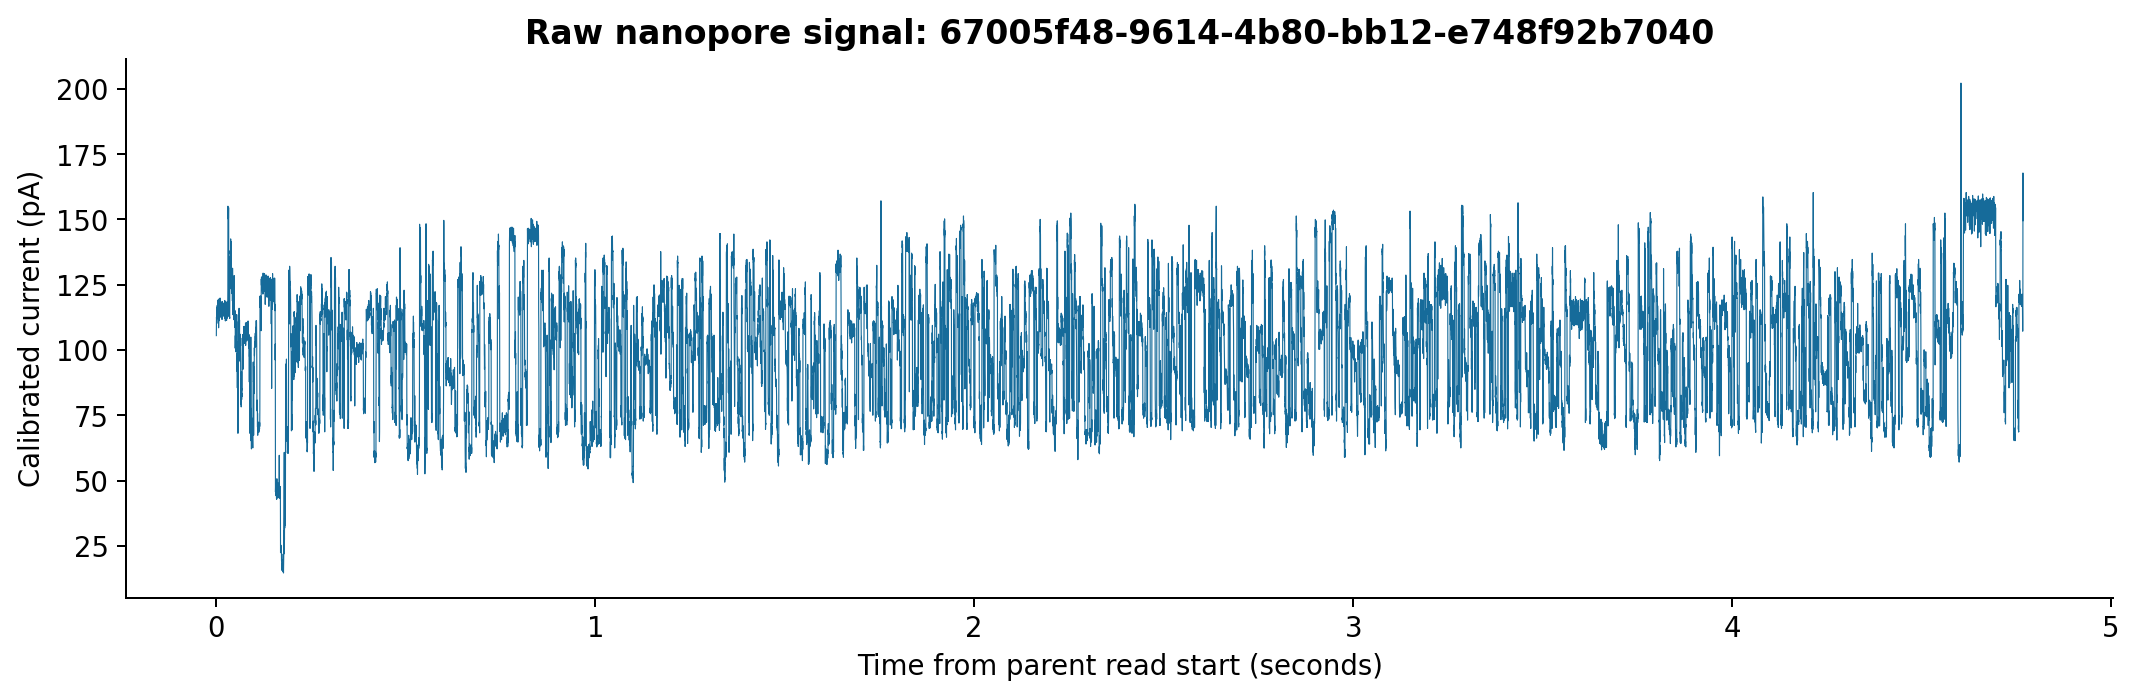 Raw nanopore signal: 67005f48-9614-4b80-bb12-e748f92b7040
Calibrated current (pA)
200
175
150
125
100
75
50
25
0 1 2 3 4 5
Time from parent read start (seconds)